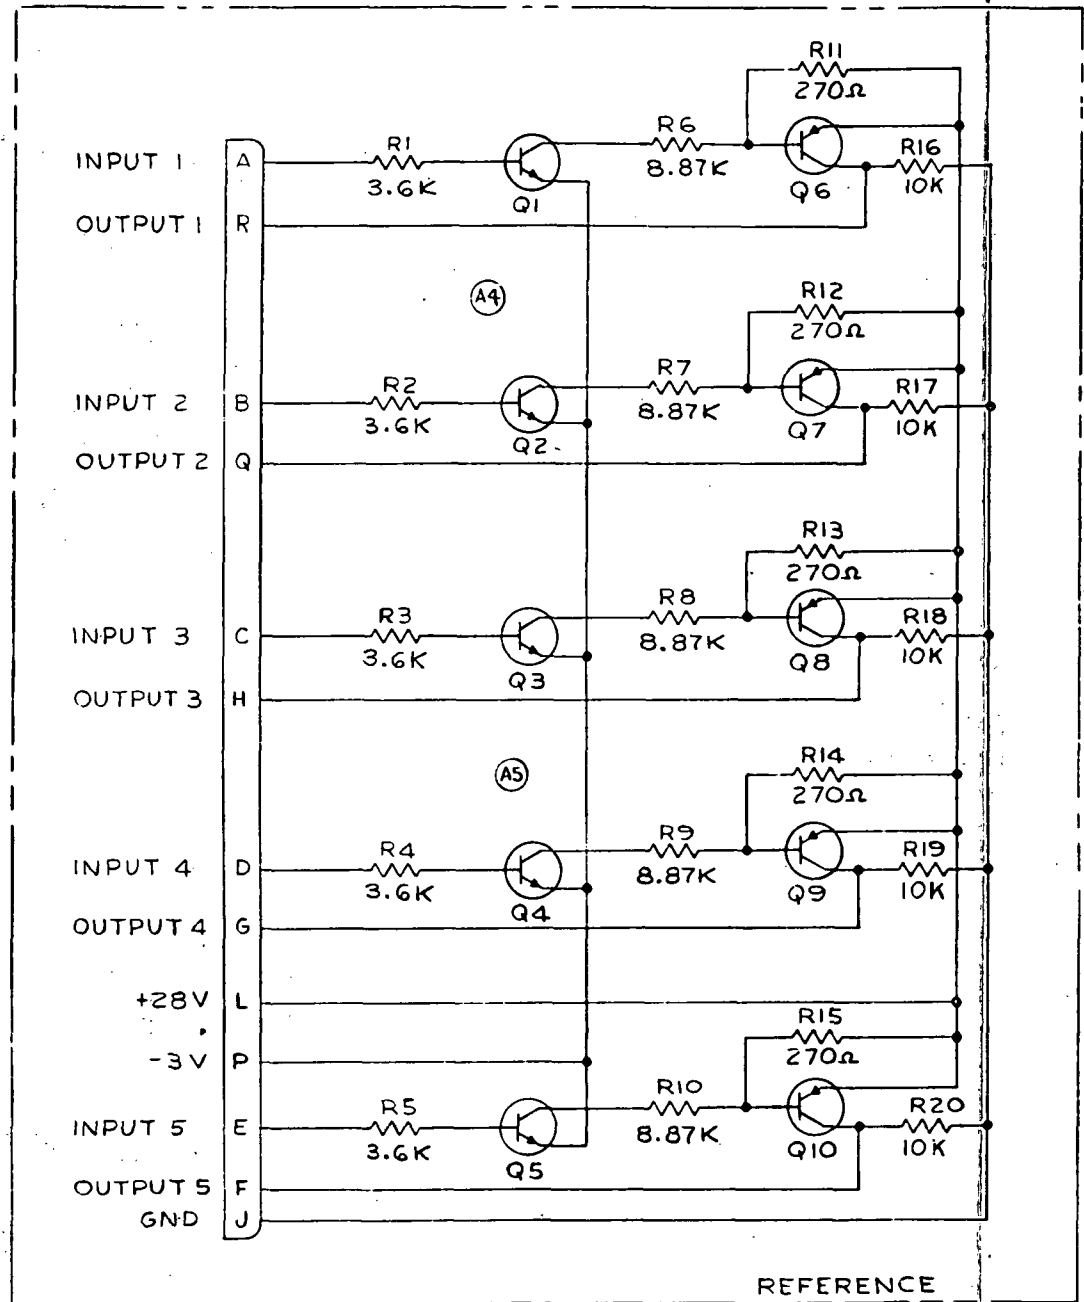 R11
270Ω
INPUT 1 A R1 3.6K Q1 R6 8.87K Q6 R16 10K
OUTPUT 1 R
A4
R12
270Ω
INPUT 2 B R2 3.6K Q2 R7 8.87K Q7 R17 10K
OUTPUT 2 Q
R13
270Ω
INPUT 3 C R3 3.6K Q3 R8 8.87K Q8 R18 10K
OUTPUT 3 H
A5
R14
270Ω
INPUT 4 D R4 3.6K Q4 R9 8.87K Q9 R19 10K
OUTPUT 4 G
+28V L
R15
270Ω
-3V P
INPUT 5 E R5 3.6K Q5 R10 8.87K Q10 R20 10K
OUTPUT 5 F
GND J
REFERENCE